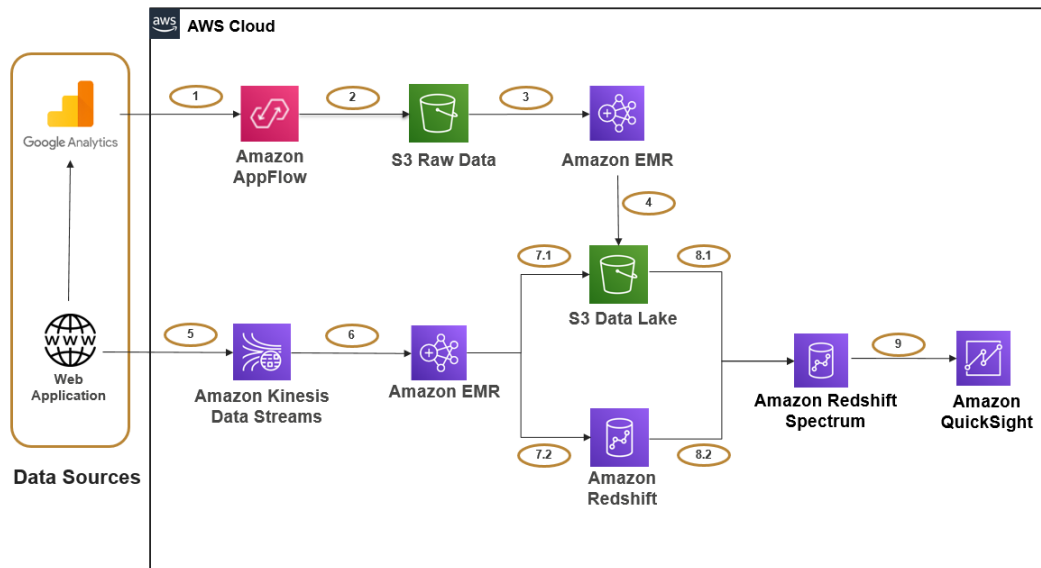 aws
AWS Cloud
Google Analytics
1
Amazon
AppFlow
2
S3 Raw Data
3
Amazon EMR
4
7.1
8.1
S3 Data Lake
WWW
Web
Application
5
Amazon Kinesis
Data Streams
6
Amazon EMR
7.2
8.2
Amazon
Redshift
Amazon Redshift
Spectrum
9
Amazon
QuickSight
Data Sources